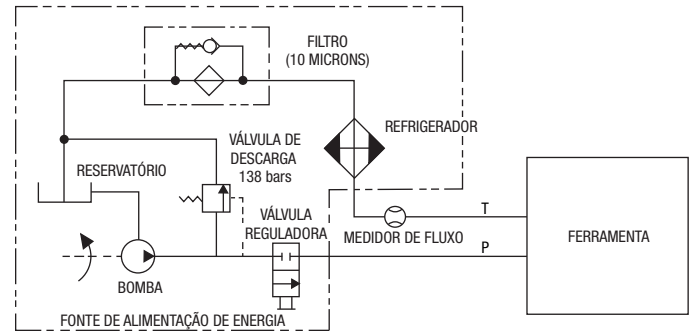 FILTRO
(10 MICRONS)
REFRIGERADOR
VÁLVULA DE
DESCARGA
138 bars
RESERVATÓRIO
VÁLVULA
REGULADORA
MEDIDOR DE FLUXO
T
P
FERRAMENTA
BOMBA
FONTE DE ALIMENTAÇÃO DE ENERGIA